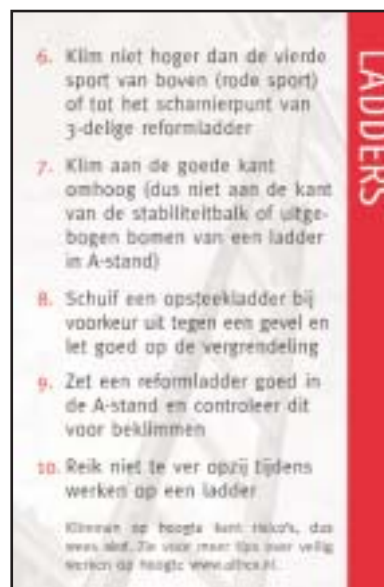 6. Klim niet hoger dan de vierde
sport van boven (rode sport)
of tot het scharnierpunt van
3-delige reformladder
7. Klim aan de goede kant
omhoog (dus niet aan de kant
van de stabiliteitbalk of uitge-
bogen bomen van een ladder
in A-stand)
8. Schuif een opsteekladder bij
voorkeur uit tegen een gevel en
let goed op de vergrendeling
9. Zet een reformladder goed in
de A-stand en controleer dit
voor beklimmen
10. Reik niet te ver opzij tijdens
werken op een ladder
Klimmen op hoogte kent risico's, dus
wees alert. Zie voor meer tips over veilig
werken op hoogte www.altrex.nl.
LADDERS